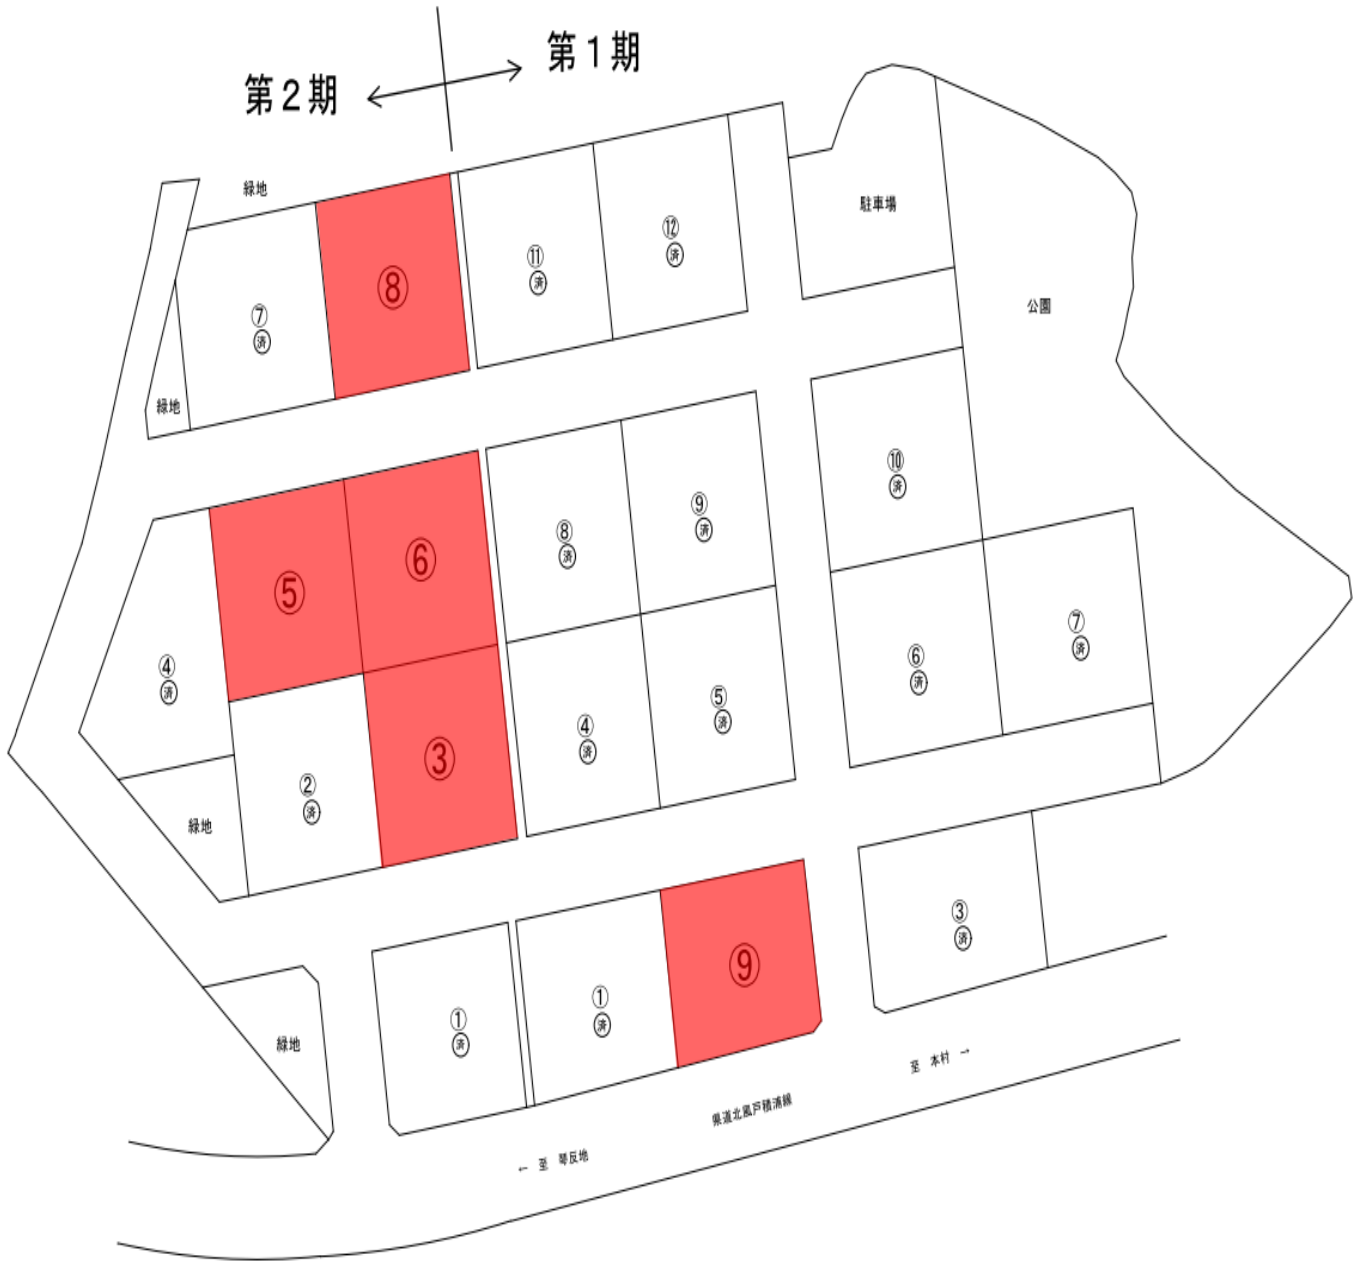 第１期
第２期
緑地
⑧
⑦
済
⑪
済
⑫
済
駐車場
公園
緑地
⑤
⑥
④
済
緑地
②
済
③
⑧
済
⑨
済
④
済
⑤
済
⑩
済
⑥
済
⑦
済
緑地
①
済
①
済
⑨
③
済
至 本村 →
県道北風戸積浦線
← 至 琴反地